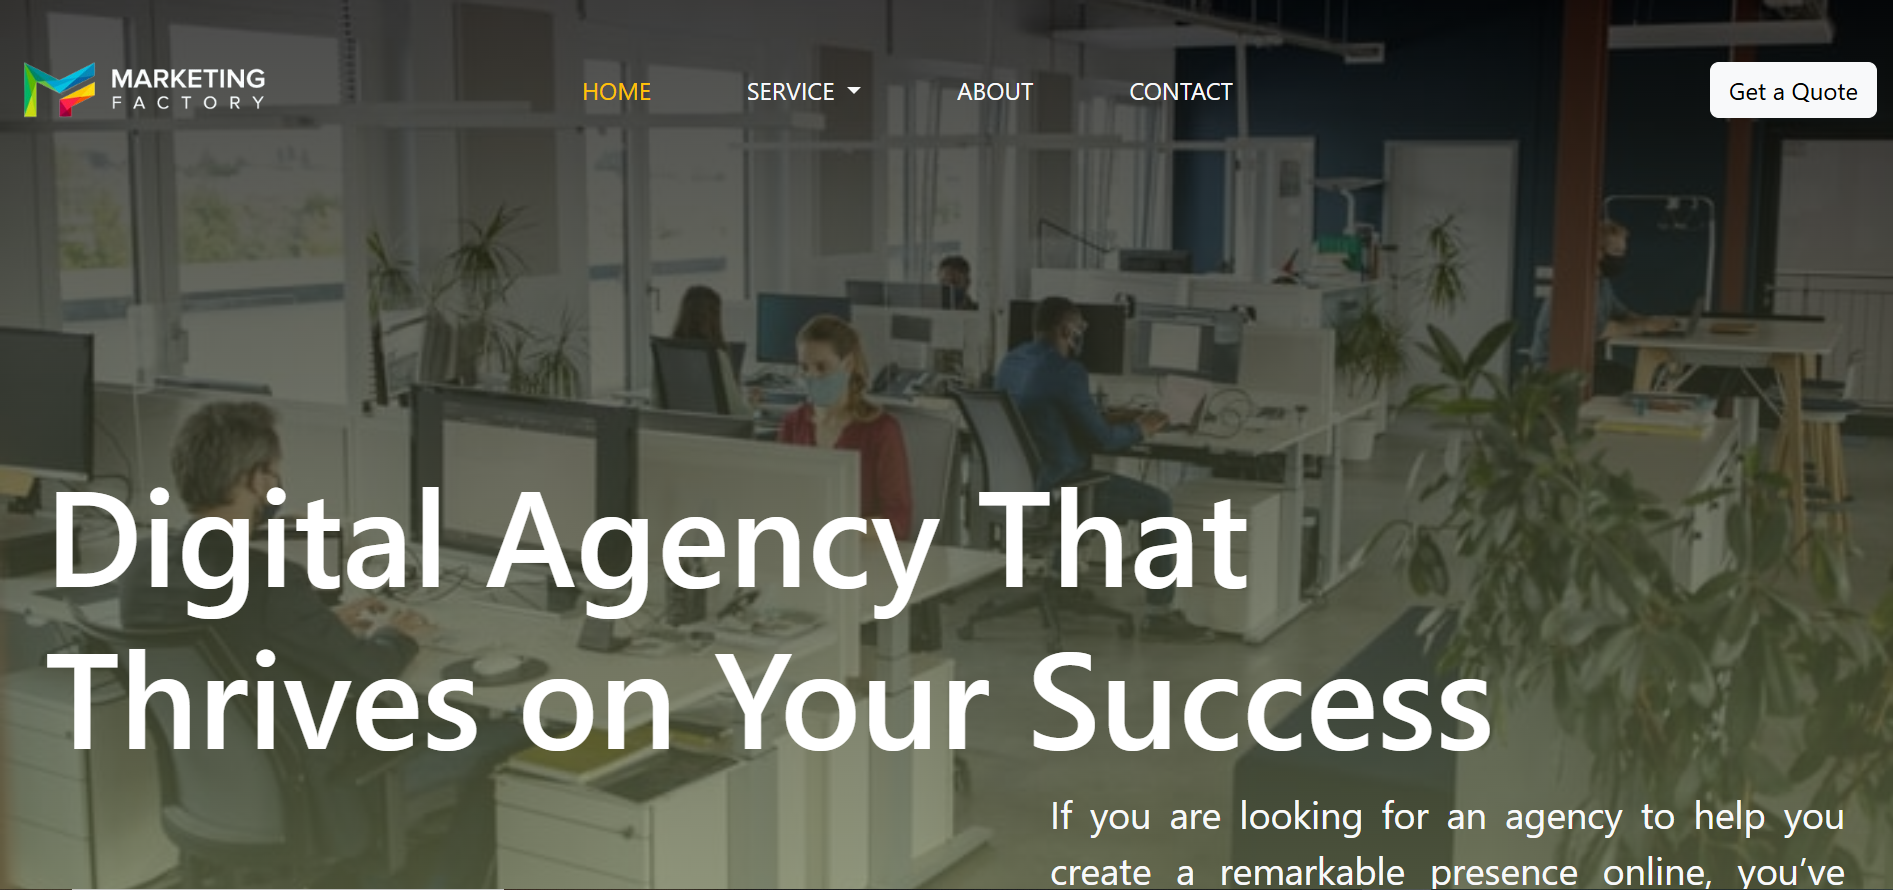 MARKETING
FACTORY
HOME
SERVICE
ABOUT
CONTACT
Get a Quote
Digital Agency That
Thrives on Your Success
If you are looking for an agency to help you
create a remarkable presence online, you’ve